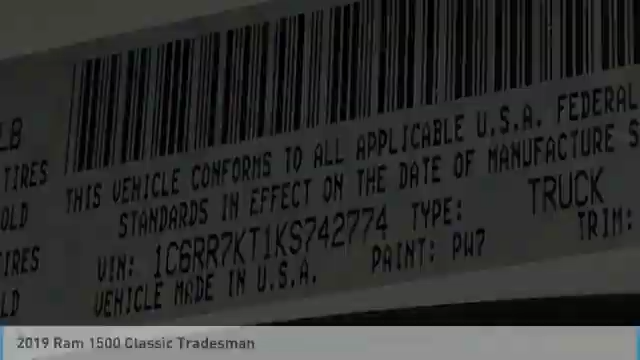 LB
TIRES
OLD
TIRES
LD
THIS VEHICLE CONFORMS TO ALL APPLICABLE U.S.A. FEDERAL
STANDARDS IN EFFECT ON THE DATE OF MANUFACTURE S
VIN: 1C6RR7KT1KS742774 TYPE: TRUCK
VEHICLE MADE IN U.S.A. PAINT: PW7 TRIM:
2019 Ram 1500 Classic Tradesman